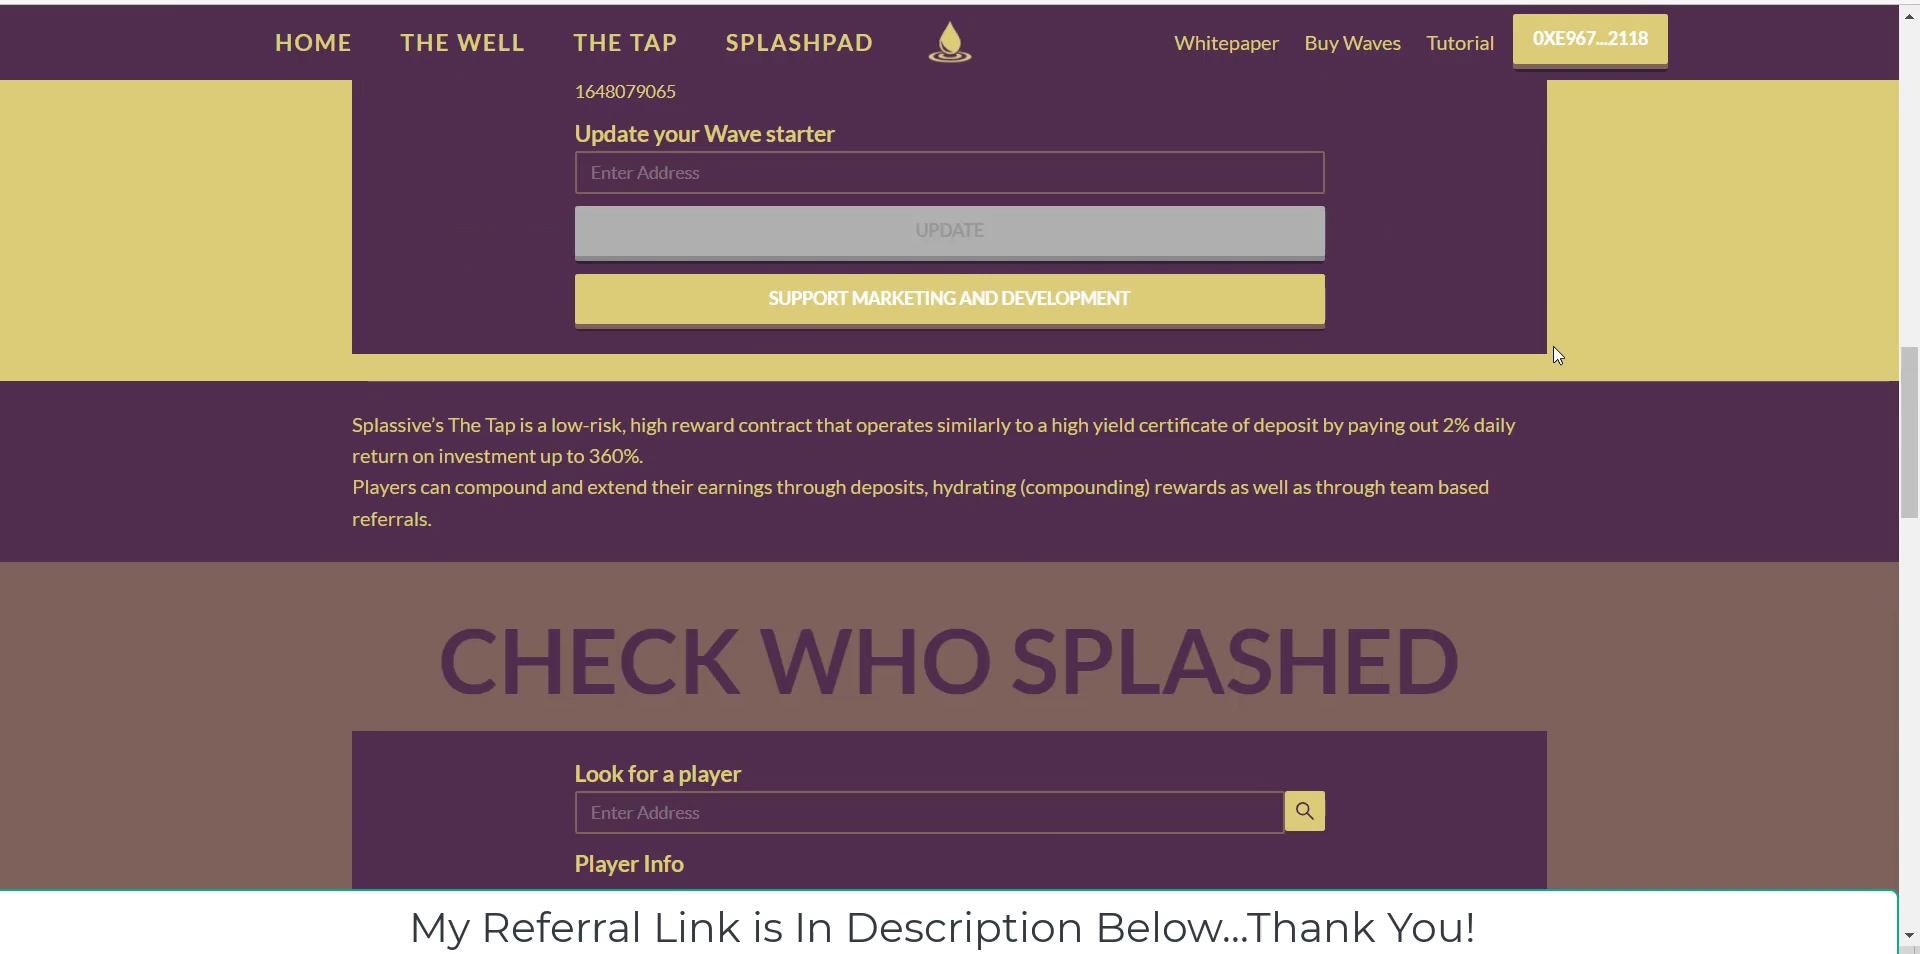 HOME THE WELL THE TAP SPLASHPAD Whitepaper Buy Waves Tutorial 0XE967...2118
1648079065
Update your Wave starter
Enter Address
UPDATE
SUPPORT MARKETING AND DEVELOPMENT
Splassive’s The Tap is a low-risk, high reward contract that operates similarly to a high yield certificate of deposit by paying out 2% daily
return on investment up to 360%.
Players can compound and extend their earnings through deposits, hydrating (compounding) rewards as well as through team based
referrals.
CHECK WHO SPLASHED
Look for a player
Enter Address
Player Info
My Referral Link is In Description Below...Thank You!